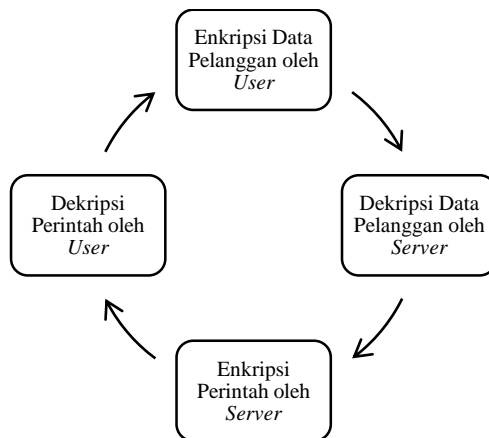 Enkripsi Data
Pelanggan oleh
User
Dekripsi Data
Pelanggan oleh
Server
Enkripsi
Perintah oleh
Server
Dekripsi
Perintah oleh
User